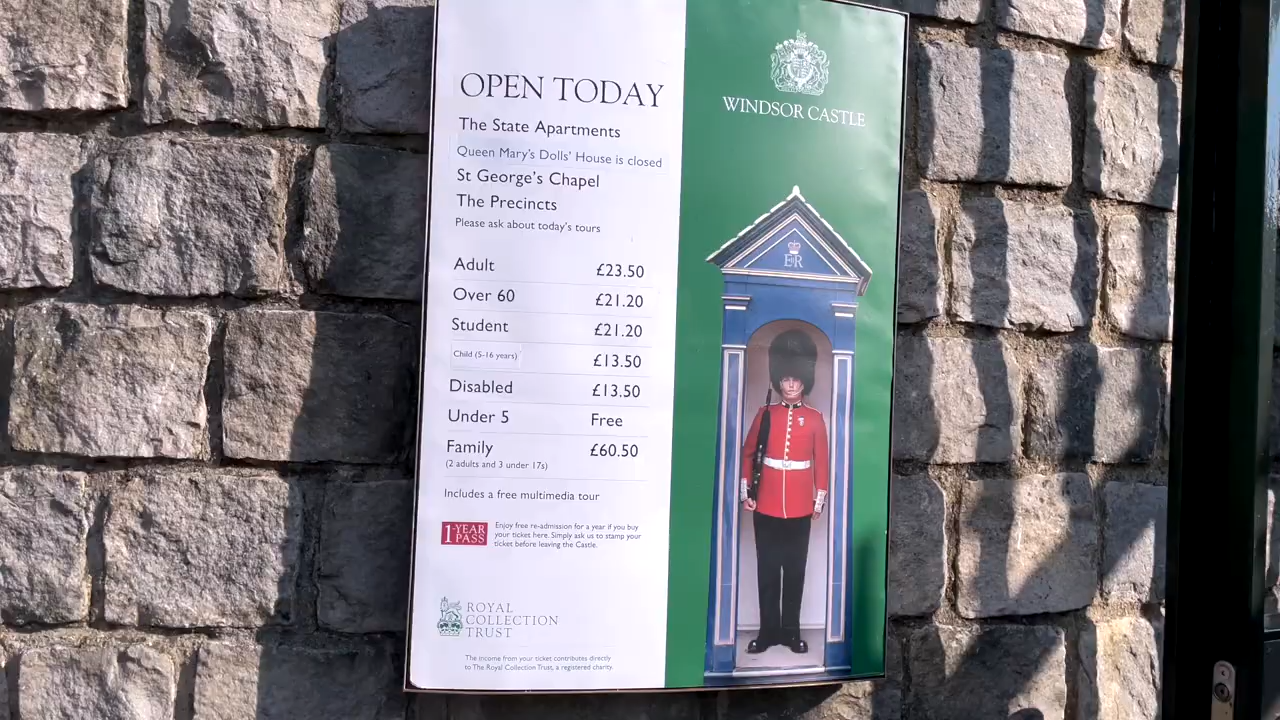 OPEN TODAY
The State Apartments
Queen Mary's Dolls' House is closed
St George's Chapel
The Precincts
Please ask about today's tours
Adult £23.50
Over 60 £21.20
Student £21.20
Child (5-16 years) £13.50
Disabled £13.50
Under 5 Free
Family £60.50
(2 adults and 3 under 17s)
Includes a free multimedia tour
1-YEAR
PASS
Enjoy free re-admission for a year if you buy
your ticket here. Simply ask us to stamp your
ticket before leaving the Castle.
ROYAL
COLLECTION
TRUST
The income from your ticket contributes directly
to The Royal Collection Trust, a registered charity.
WINDSOR CASTLE
EIIR